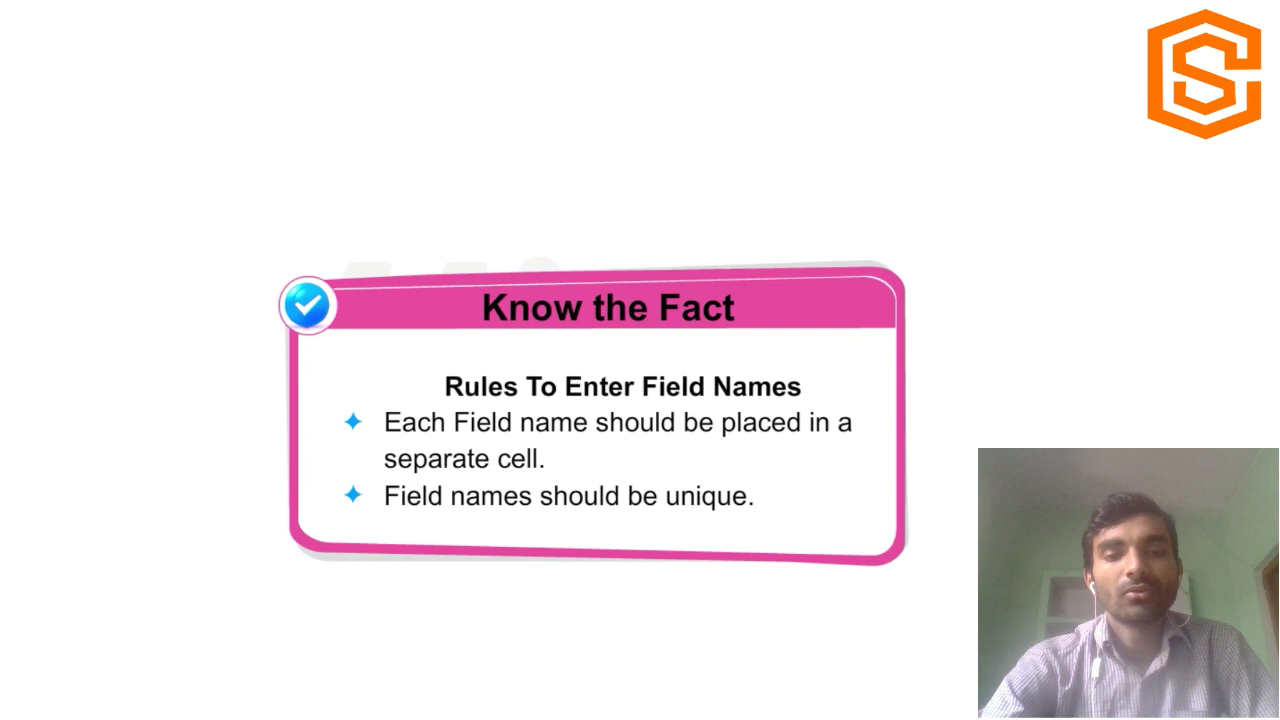 Know the Fact
Rules To Enter Field Names
Each Field name should be placed in a
separate cell.
Field names should be unique.